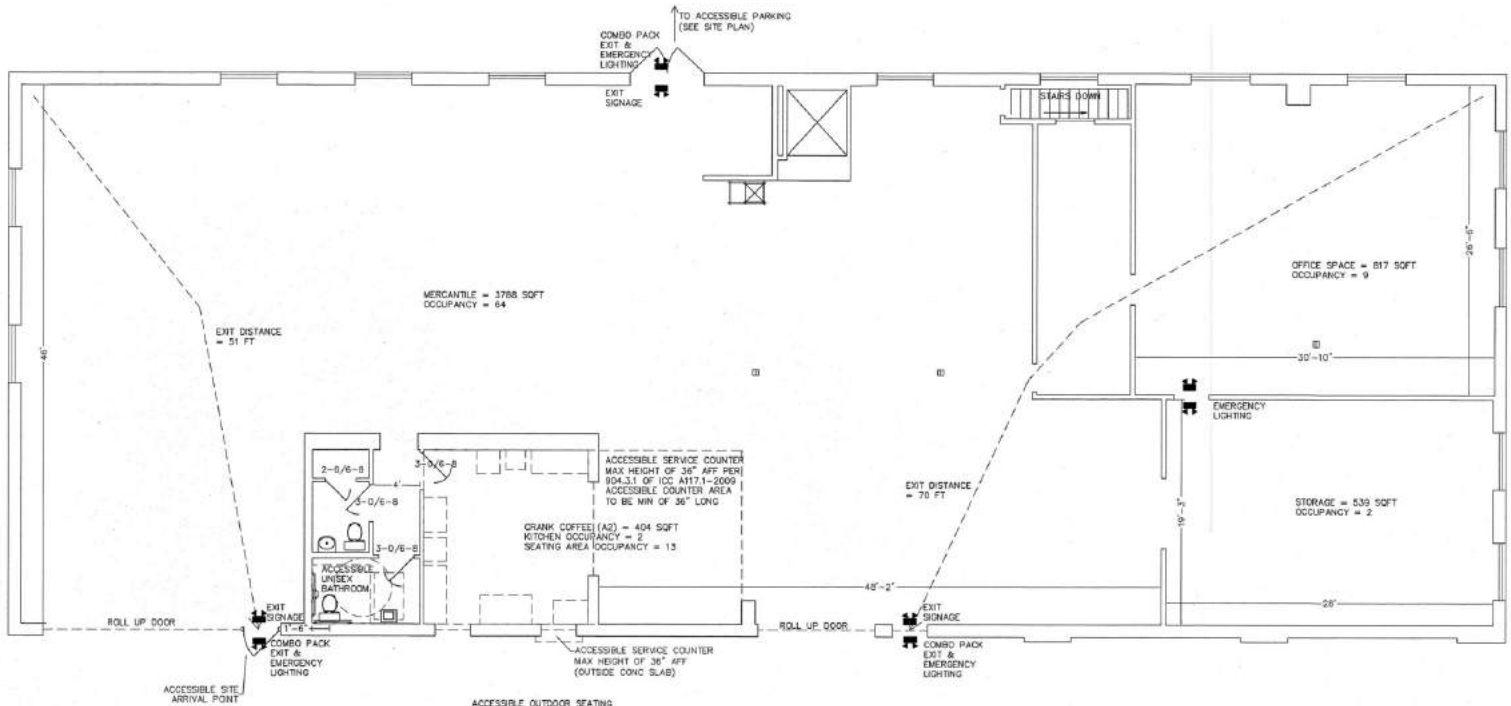 TO ACCESSIBLE PARKING
(SEE SITE PLAN)
COMBO PACK
EXIT &
EMERGENCY
LIGHTING
EXIT
SIGNAGE
STAIRS DOWN
MERCANTILE = 3788 SQFT
OCCUPANCY = 64
OFFICE SPACE = 817 SQFT
OCCUPANCY = 9
26'-6"
EXIT DISTANCE
= 51 FT
46'
30'-10"
EMERGENCY
LIGHTING
2-8/6-8
3-0/6-8
4'
3-0/6-8
3-0/6-8
ACCESSIBLE SERVICE COUNTER
MAX HEIGHT OF 36" AFF PER
904.3.1 OF ICC A117.1-2009
ACCESSIBLE COUNTER AREA
TO BE MIN OF 36" LONG
EXIT DISTANCE
= 70 FT
19'-3"
STORAGE = 539 SQFT
OCCUPANCY = 2
CRANK COFFEE (A2) = 404 SQFT
KITCHEN OCCUPANCY = 2
SEATING AREA OCCUPANCY = 13
ACCESSIBLE
UNISEX
BATHROOM
48'-2"
28'
ROLL UP DOOR
EXIT
SIGNAGE
1'-6"
COMBO PACK
EXIT &
EMERGENCY
LIGHTING
ROLL UP DOOR
EXIT
SIGNAGE
COMBO PACK
EXIT &
EMERGENCY
LIGHTING
ACCESSIBLE SERVICE COUNTER
MAX HEIGHT OF 36" AFF
(OUTSIDE CONC SLAB)
ACCESSIBLE SITE
ARRIVAL POINT
ACCESSIBLE OUTDOOR SEATING